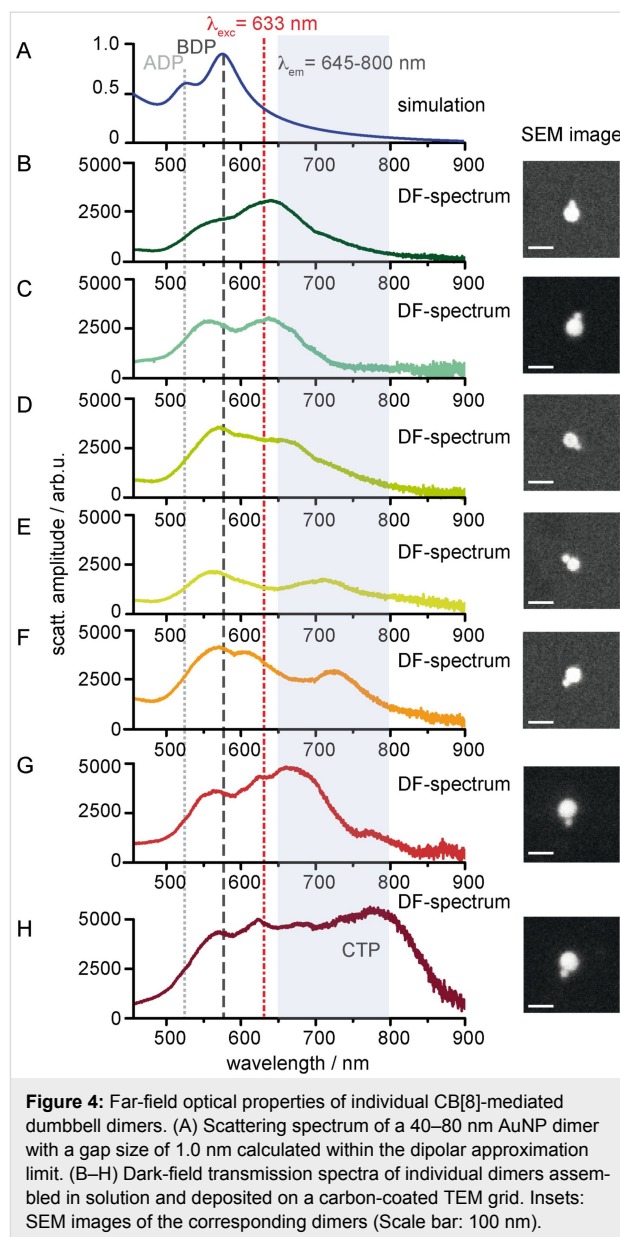 λexc= 633 nm
A
1.0
0.5
0
ADP
BDP
λem = 645-800 nm
simulation
500 600 700 800 900
SEM image
B
5000
2500
0
DF-spectrum
500 600 700 800 900
C
5000
2500
0
DF-spectrum
500 600 700 800 900
D
5000
2500
0
DF-spectrum
500 600 700 800 900
E
5000
2500
0
DF-spectrum
500 600 700 800 900
scatt. amplitude / arb.u.
F
5000
2500
0
DF-spectrum
500 600 700 800 900
G
5000
2500
0
DF-spectrum
500 600 700 800 900
H
5000
2500
0
DF-spectrum
CTP
500 600 700 800 900
wavelength / nm
Figure 4: Far-field optical properties of individual CB[8]-mediated
dumbbell dimers. (A) Scattering spectrum of a 40–80 nm AuNP dimer
with a gap size of 1.0 nm calculated within the dipolar approximation
limit. (B–H) Dark-field transmission spectra of individual dimers assem-
bled in solution and deposited on a carbon-coated TEM grid. Insets:
SEM images of the corresponding dimers (Scale bar: 100 nm).